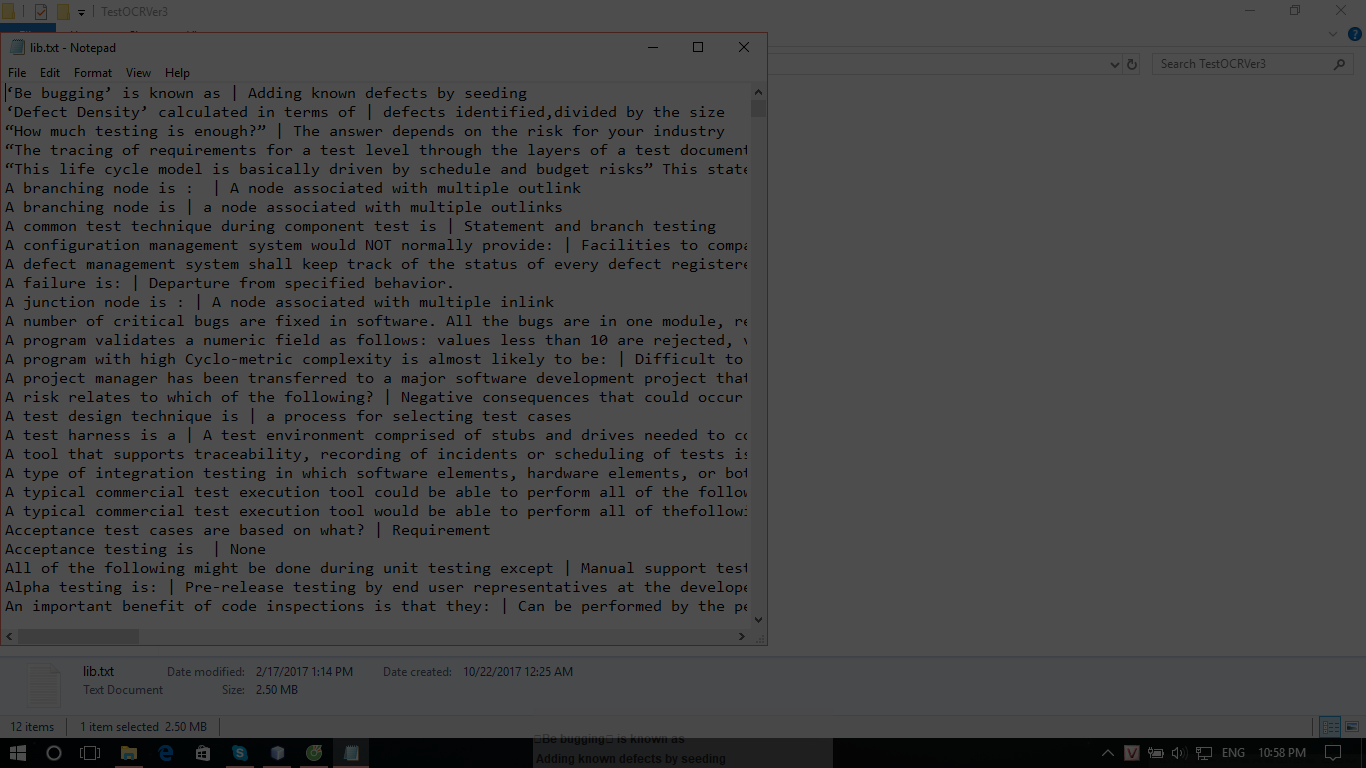 TestOCRVer3
lib.txt - Notepad
File Edit Format View Help
Search TestOCRVer3
‘Be bugging’ is known as | Adding known defects by seeding
‘Defect Density’ calculated in terms of | defects identified,divided by the size
“How much testing is enough?” | The answer depends on the risk for your industry
“The tracing of requirements for a test level through the layers of a test document
“This life cycle model is basically driven by schedule and budget risks” This state
A branching node is :  | A node associated with multiple outlink
A branching node is | a node associated with multiple outlinks
A common test technique during component test is | Statement and branch testing
A configuration management system would NOT normally provide: | Facilities to compa
A defect management system shall keep track of the status of every defect registere
A failure is: | Departure from specified behavior.
A junction node is : | A node associated with multiple inlink
A number of critical bugs are fixed in software. All the bugs are in one module, re
A program validates a numeric field as follows: values less than 10 are rejected, v
A program with high Cyclo-metric complexity is almost likely to be: | Difficult to
A project manager has been transferred to a major software development project that
A risk relates to which of the following? | Negative consequences that could occur
A test design technique is | a process for selecting test cases
A test harness is a | A test environment comprised of stubs and drives needed to co
A tool that supports traceability, recording of incidents or scheduling of tests is
A type of integration testing in which software elements, hardware elements, or bot
A typical commercial test execution tool could be able to perform all of the follow
A typical commercial test execution tool would be able to perform all of thefollowi
Acceptance test cases are based on what? | Requirement
Acceptance testing is  | None
All of the following might be done during unit testing except | Manual support test
Alpha testing is: | Pre-release testing by end user representatives at the develope
An important benefit of code inspections is that they: | Can be performed by the pe
lib.txt Date modified: 2/17/2017 1:14 PM Date created: 10/22/2017 12:25 AM
Text Document Size: 2.50 MB
12 items 1 item selected 2.50 MB
Be bugging is known as
Adding known defects by seeding
ENG 10:58 PM